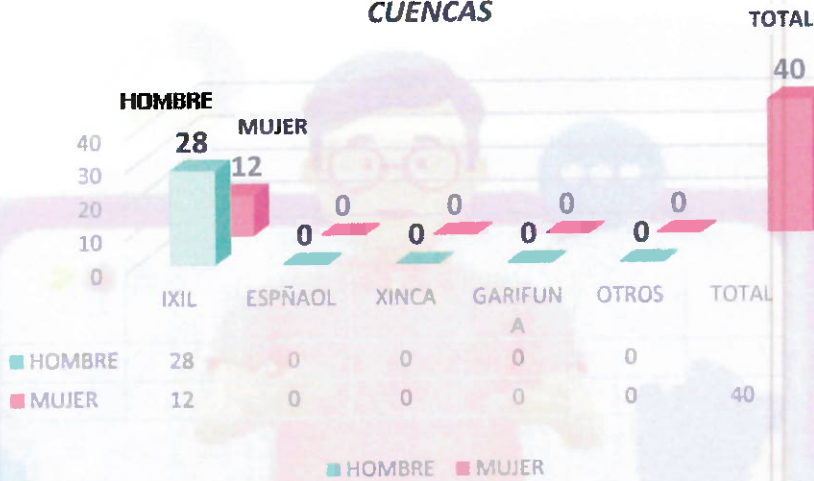 CUENCAS
TOTAL
40
HOMBRE
MUJER
28
12
40
30
20
10
0
0 0 0 0
0 0 0 0
IXIL ESPÑAOL XINCA GARIFUN OTROS TOTAL
A
HOMBRE 28 0 0 0 0
MUJER 12 0 0 0 0 40
HOMBRE MUJER